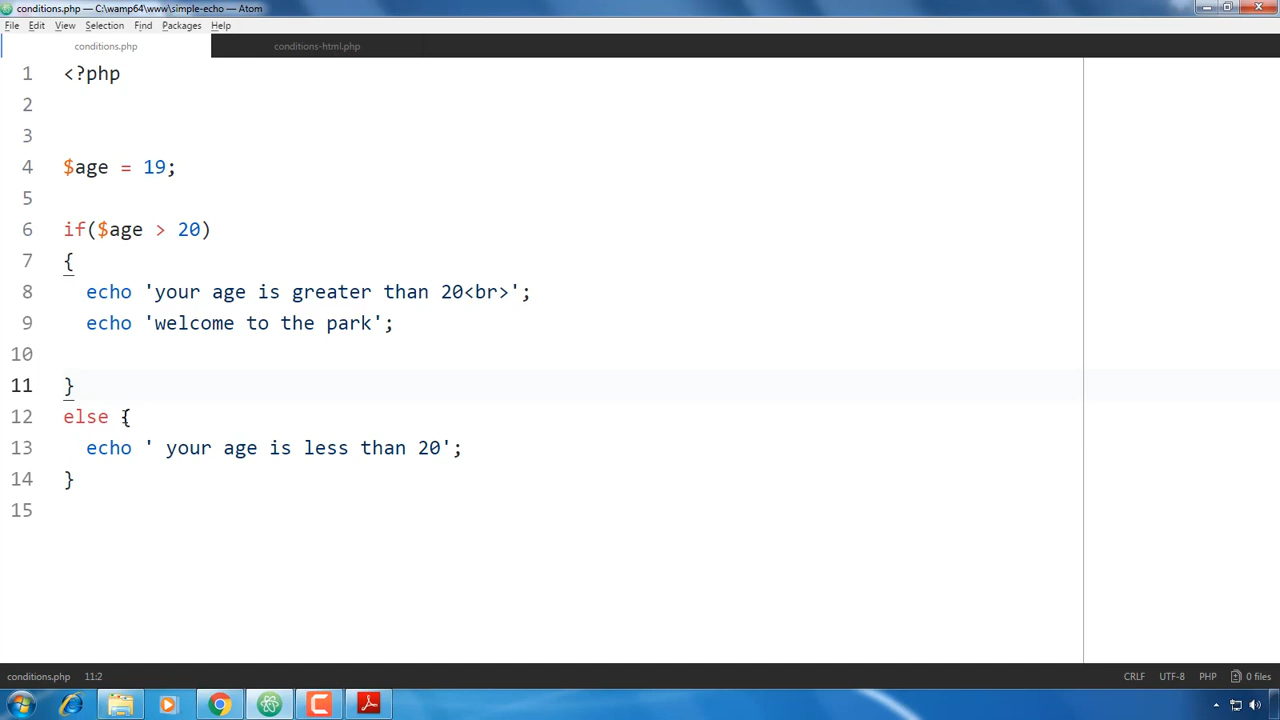 conditions.php — C:\wamp64\www\simple-echo — Atom
File Edit View Selection Find Packages Help
conditions.php conditions-html.php
1 <?php
2
3
4 $age = 19;
5
6 if($age > 20)
7 {
8 echo 'your age is greater than 20<br>';
9 echo 'welcome to the park';
10
11 }
12 else {
13 echo ' your age is less than 20';
14 }
15
conditions.php 11:2 CRLF UTF-8 PHP 0 files